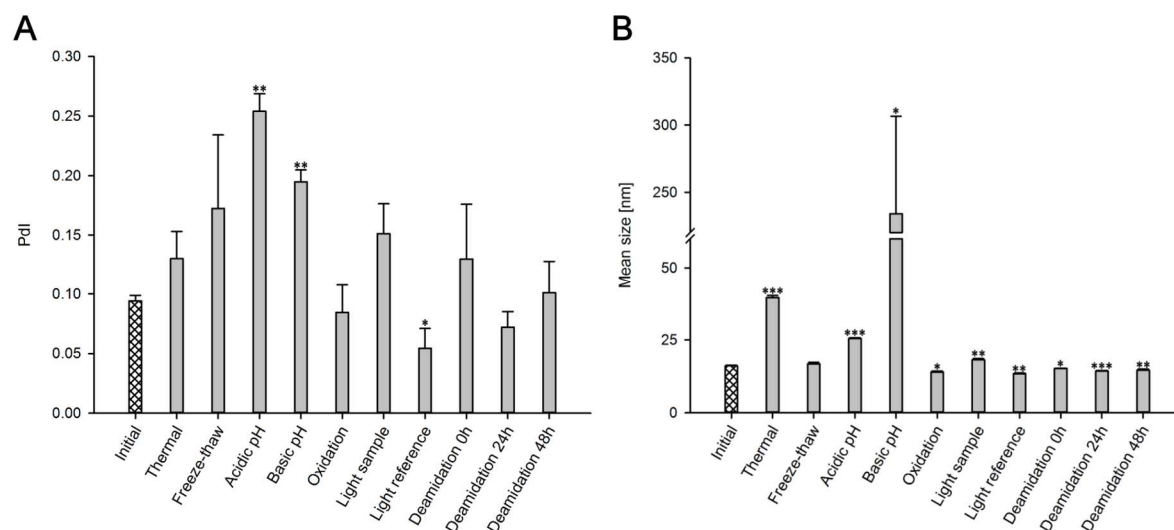 A
PdI
0.30
0.25
0.20
0.15
0.10
0.05
0.00
**
**
*
Initial
Thermal
Freeze-thaw
Acidic pH
Basic pH
Oxidation
Light sample
Light reference
Deamidation 0h
Deamidation 24h
Deamidation 48h
B
Mean size [nm]
350
300
250
50
25
0
***
***
*
*
**
**
*
***
**
Initial
Thermal
Freeze-thaw
Acidic pH
Basic pH
Oxidation
Light sample
Light reference
Deamidation 0h
Deamidation 24h
Deamidation 48h